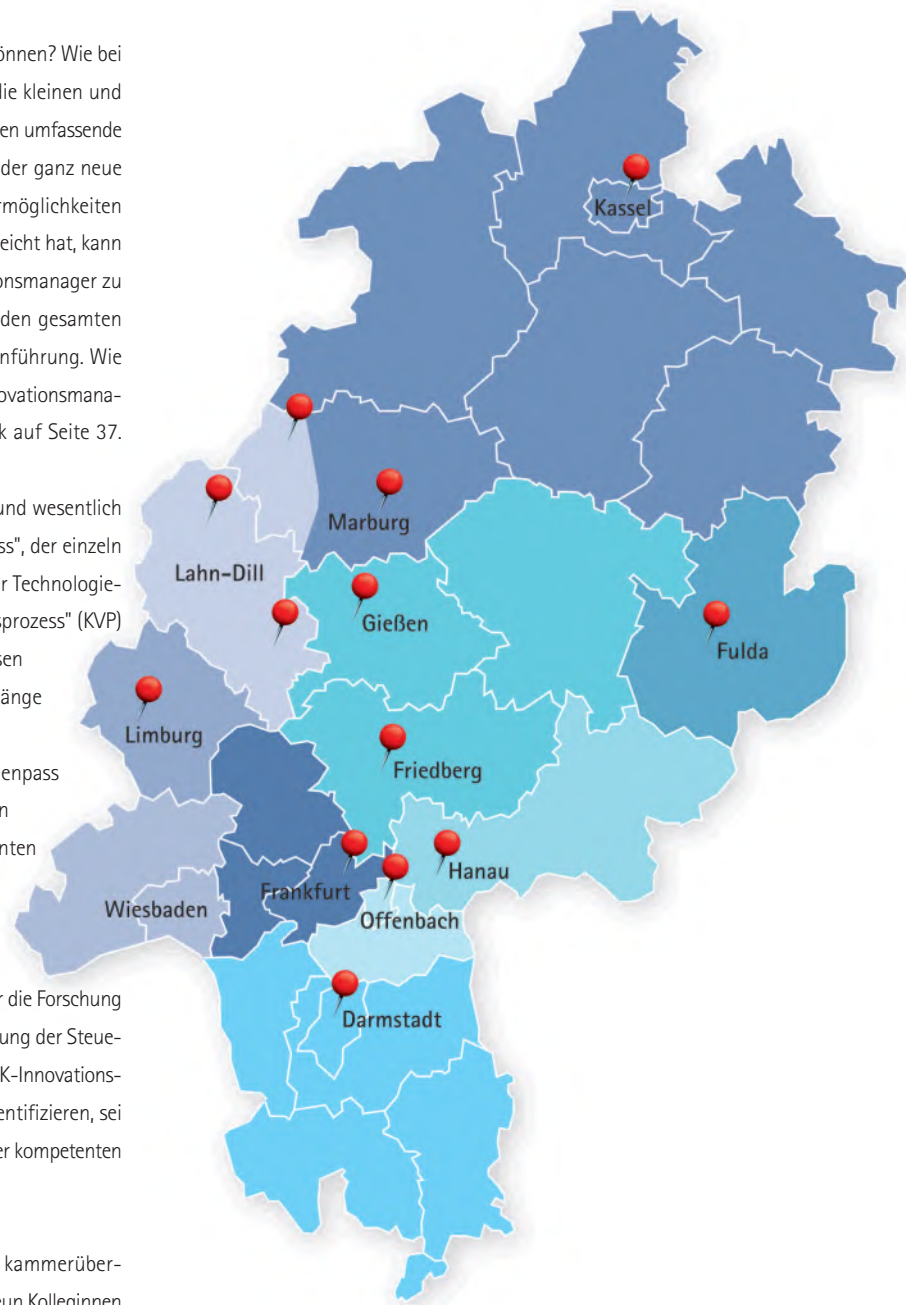 önnen? Wie bei
die kleinen und
en umfassende
der ganz neue
rmöglichkeiten
eicht hat, kann
onsmanager zu
den gesamten
nführung. Wie
ovationsmana-
k auf Seite 37.
und wesentlich
ss", der einzeln
r Technologie-
sprozess" (KVP)
sen
änge
enpass
n
nten
r die Forschung
ung der Steue-
K-Innovations-
entifizieren, sei
er kompetenten
kammerüber-
eun Kolleginnen
Kassel
Marburg
Lahn-Dill
Gießen
Fulda
Limburg
Friedberg
Hanau
Frankfurt
Wiesbaden
Offenbach
Darmstadt